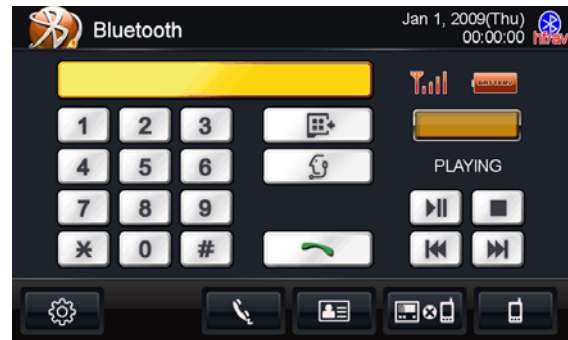 Bluetooth
Jan 1, 2009(Thu)
00:00:00
BATTERY
1 2 3
4 5 6
PLAYING
7 8 9
* 0 #